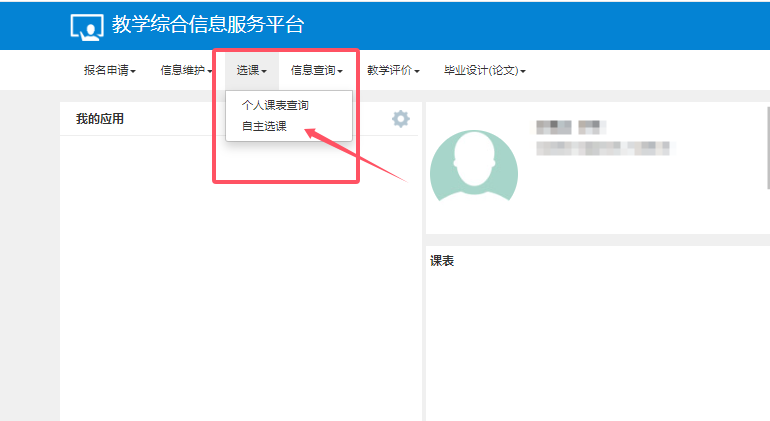 教学综合信息服务平台
报名申请 信息维护 选课 信息查询 教学评价 毕业设计(论文)
个人课表查询
自主选课
我的应用
课表